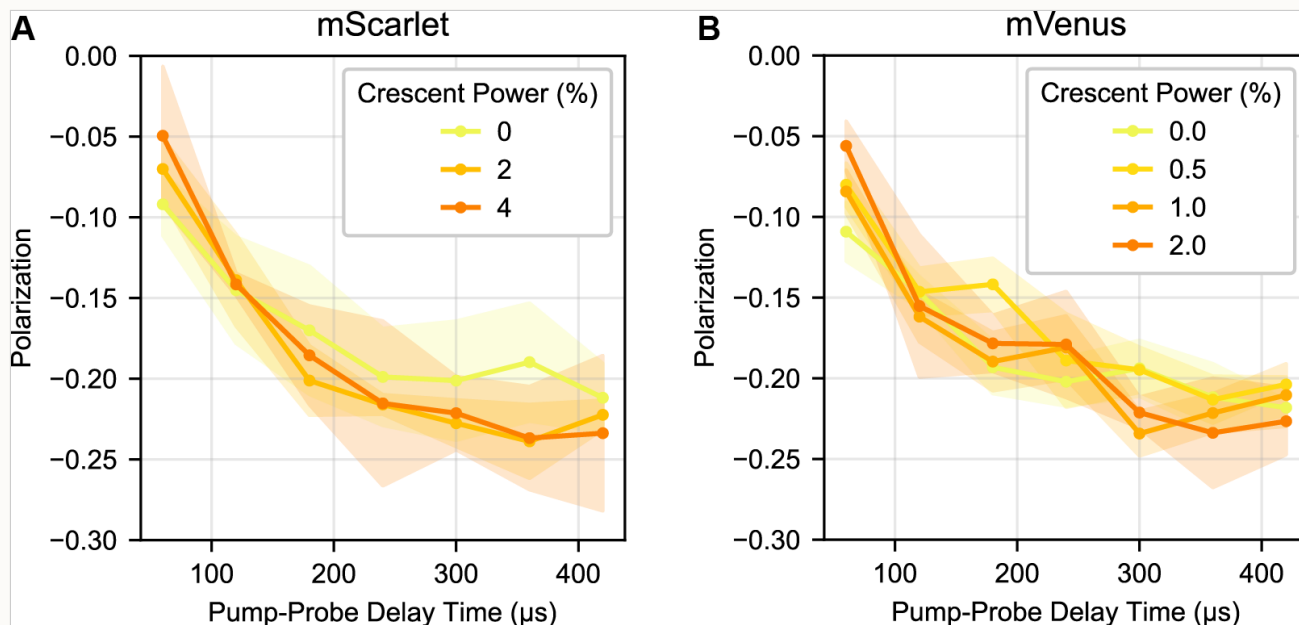 A
mScarlet
0.00
−0.05
−0.10
−0.15
−0.20
−0.25
−0.30
Polarization
Crescent Power (%)
0
2
4
100 200 300 400
Pump-Probe Delay Time (μs)
B
mVenus
0.00
−0.05
−0.10
−0.15
−0.20
−0.25
−0.30
Polarization
Crescent Power (%)
0.0
0.5
1.0
2.0
100 200 300 400
Pump-Probe Delay Time (μs)